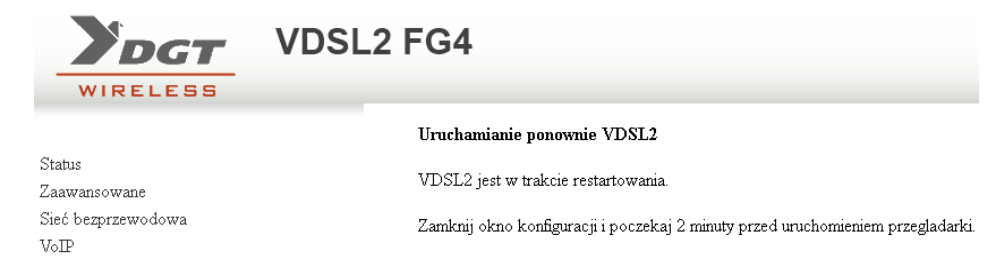 DGT
WIRELESS
VDSL2 FG4
Status
Zaawansowane
Sieć bezprzewodowa
VoIP
Uruchamianie ponownie VDSL2
VDSL2 jest w trakcie restartowania.
Zamknij okno konfiguracji i poczekaj 2 minuty przed uruchomieniem przegladarki.